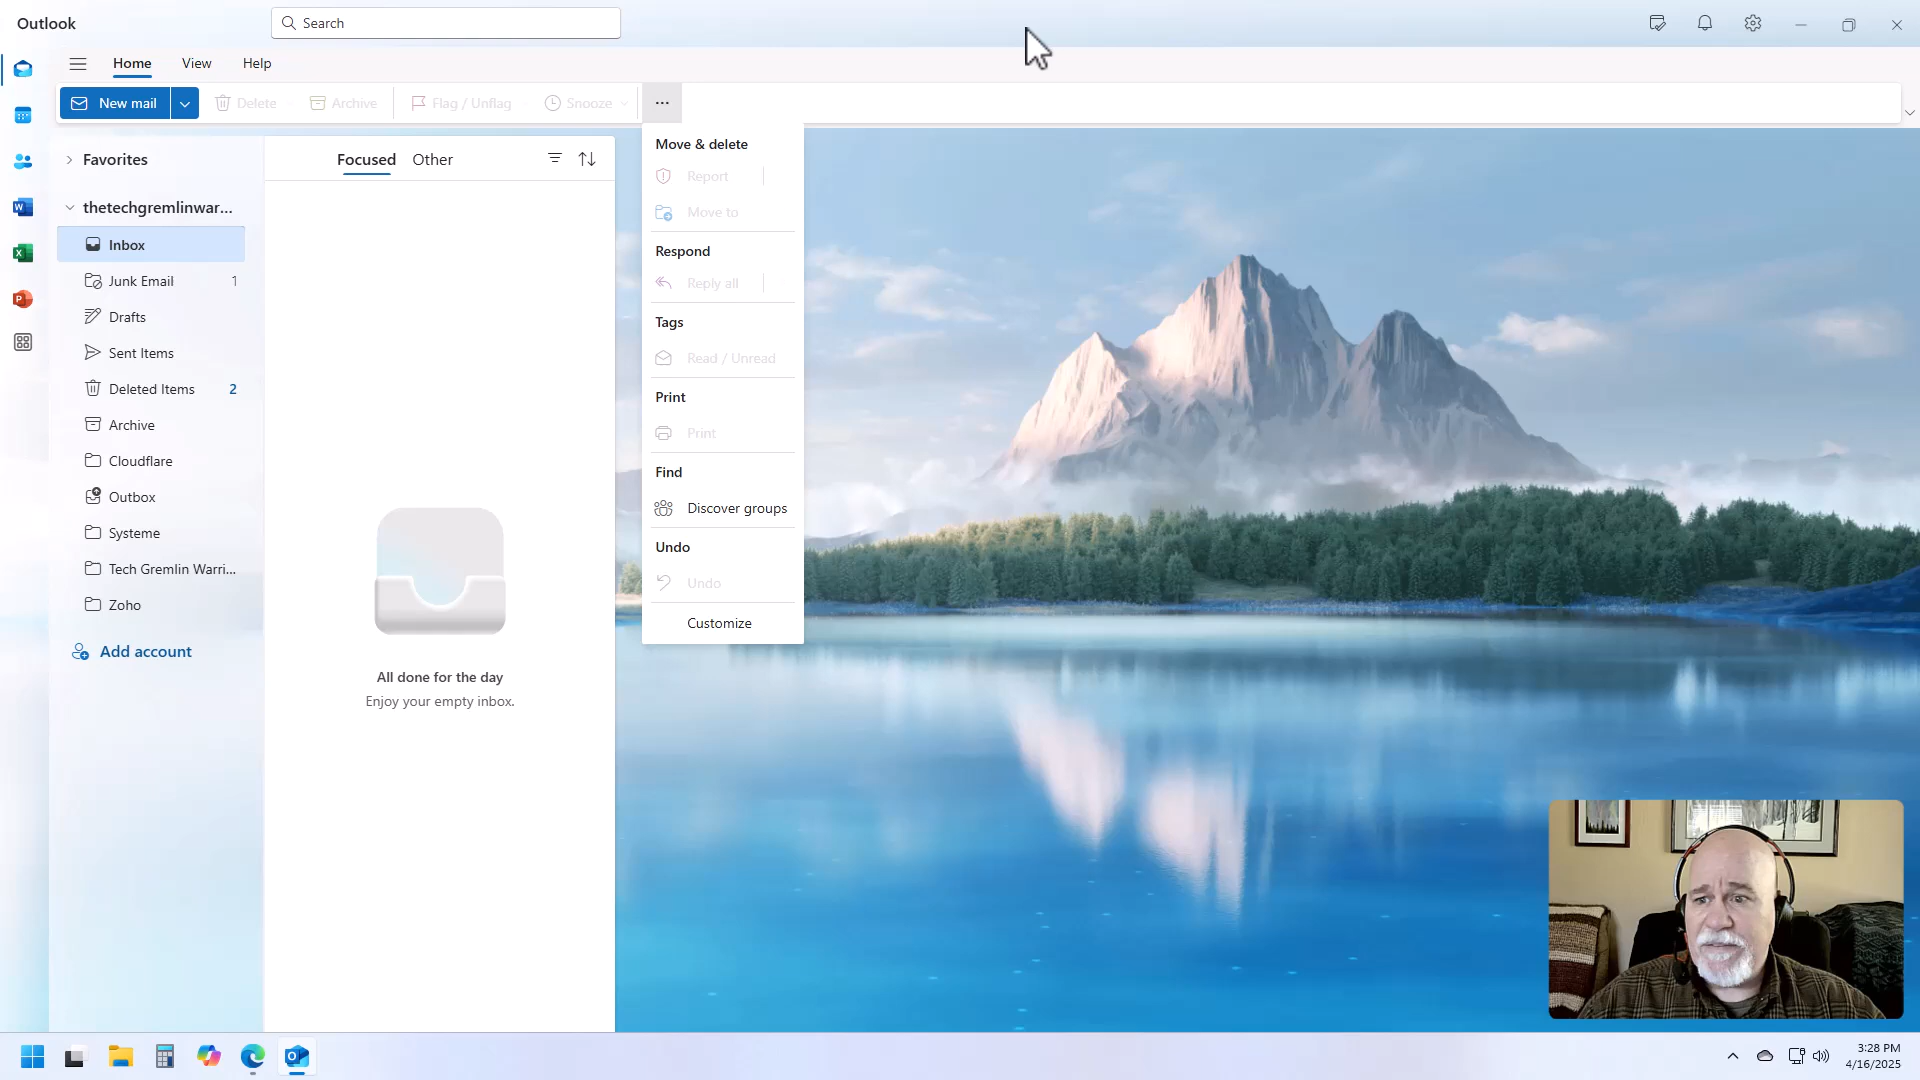 Outlook
Search
Home View Help
New mail Delete Archive Flag / Unflag Snooze ...
Favorites
thetechgremlinwar...
Inbox
Junk Email 1
Drafts
Sent Items
Deleted Items 2
Archive
Cloudflare
Outbox
Systeme
Tech Gremlin Warri...
Zoho
Add account
Focused Other
All done for the day
Enjoy your empty inbox.
Move & delete
Report
Move to
Respond
Reply all
Tags
Read / Unread
Print
Print
Find
Discover groups
Undo
Undo
Customize
3:28 PM
4/16/2025